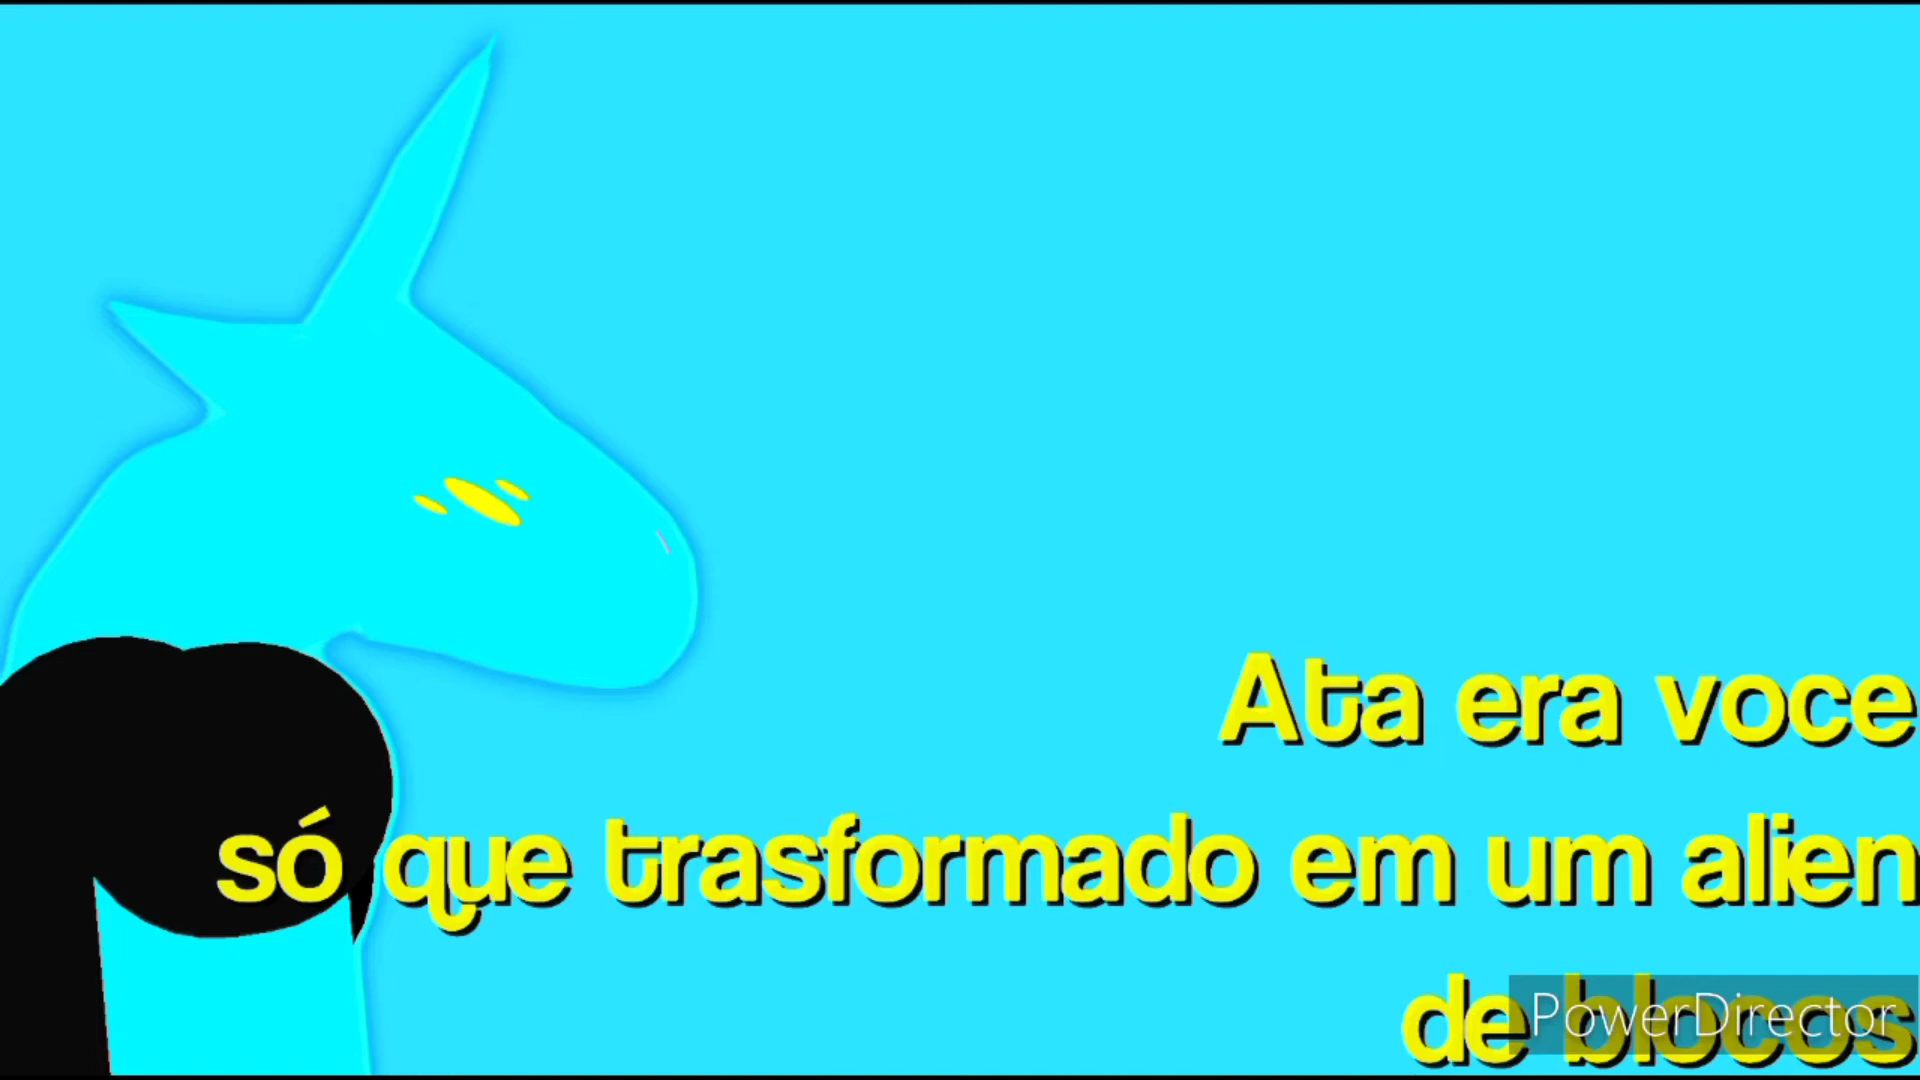 Ata era voce
só que trasformado em um alien
de blocos
PowerDirector